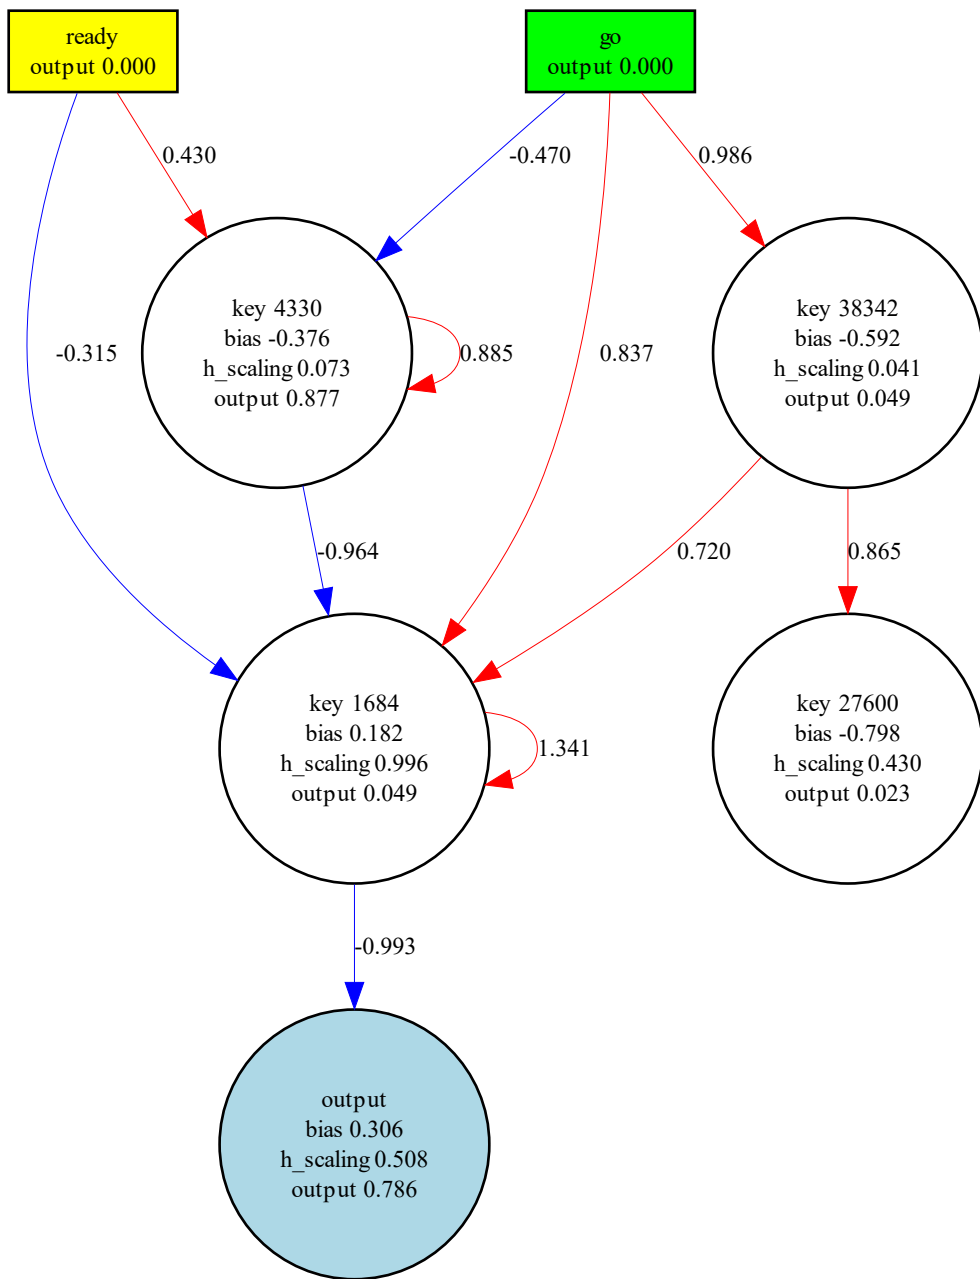 ready
output 0.000
go
output 0.000
0.430
-0.470
0.986
key 4330
bias -0.376
h_scaling 0.073
output 0.877
key 38342
bias -0.592
h_scaling 0.041
output 0.049
-0.315
0.885
0.837
-0.964
0.720
0.865
key 1684
bias 0.182
h_scaling 0.996
output 0.049
1.341
key 27600
bias -0.798
h_scaling 0.430
output 0.023
-0.993
output
bias 0.306
h_scaling 0.508
output 0.786